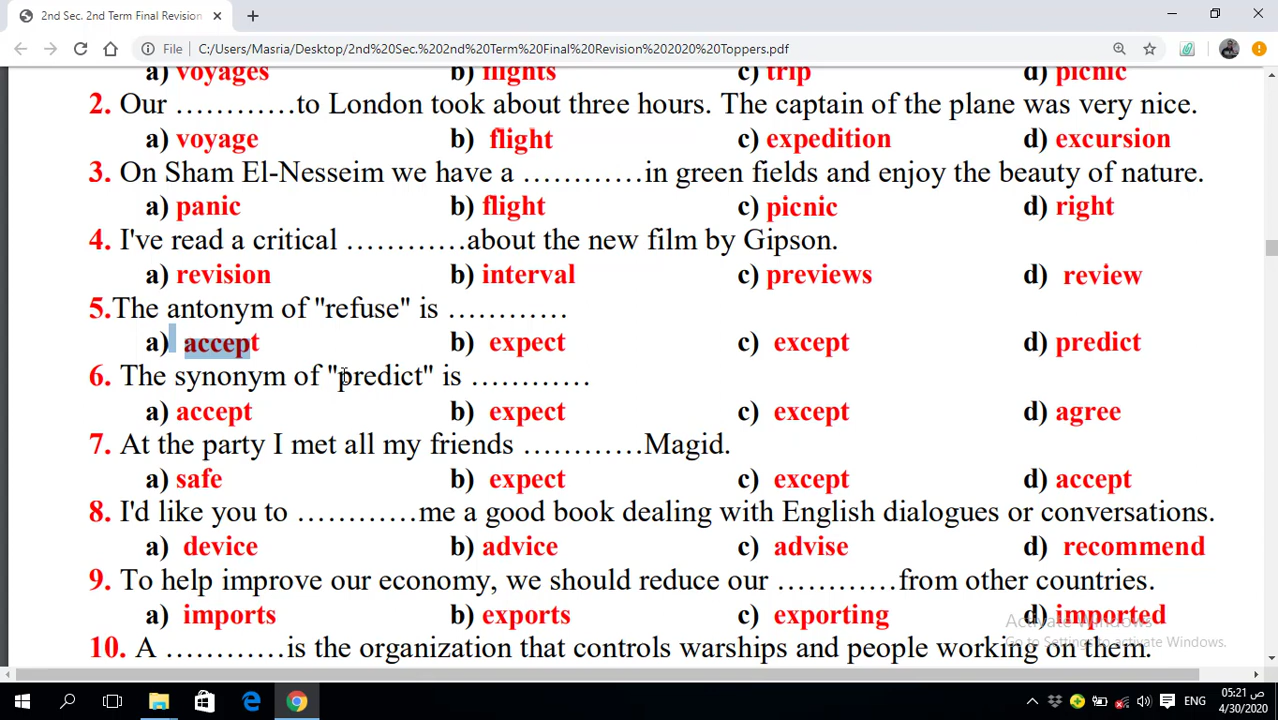 2nd Sec. 2nd Term Final Revision
File C:/Users/Masria/Desktop/2nd%20Sec.%202nd%20Term%20Final%20Revision%202020%20Toppers.pdf
a) voyages b) flights c) trip d) picnic
2. Our …………to London took about three hours. The captain of the plane was very nice.
a) voyage b) flight c) expedition d) excursion
3. On Sham El-Nesseim we have a …………in green fields and enjoy the beauty of nature.
a) panic b) flight c) picnic d) right
4. I've read a critical …………about the new film by Gipson.
a) revision b) interval c) previews d) review
5.The antonym of "refuse" is …………
a) accept b) expect c) except d) predict
6. The synonym of "predict" is …………
a) accept b) expect c) except d) agree
7. At the party I met all my friends …………Magid.
a) safe b) expect c) except d) accept
8. I'd like you to …………me a good book dealing with English dialogues or conversations.
a) device b) advice c) advise d) recommend
9. To help improve our economy, we should reduce our …………from other countries.
a) imports b) exports c) exporting d) imported
Activate Windows
Go to Settings to activate Windows.
10. A …………is the organization that controls warships and people working on them.
ENG
05:21 ص
4/30/2020